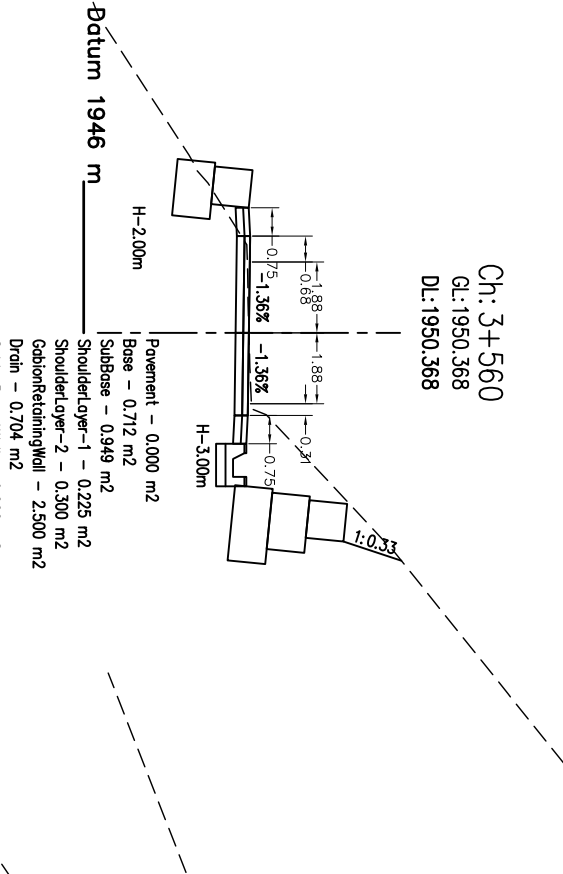 Ch: 3+560
GL:1950.368
DL:1950.368
1.88
1.88
0.68
0.31
0.75
0.75
-1.36%
-1.36%
1:0.33
H-2.00m
H-3.00m
Datum 1946 m
Pavement - 0.000 m2
Base - 0.712 m2
SubBase - 0.949 m2
ShoulderLayer-1 - 0.225 m2
ShoulderLayer-2 - 0.300 m2
GabionRetainingWall - 2.500 m2
Drain - 0.704 m2